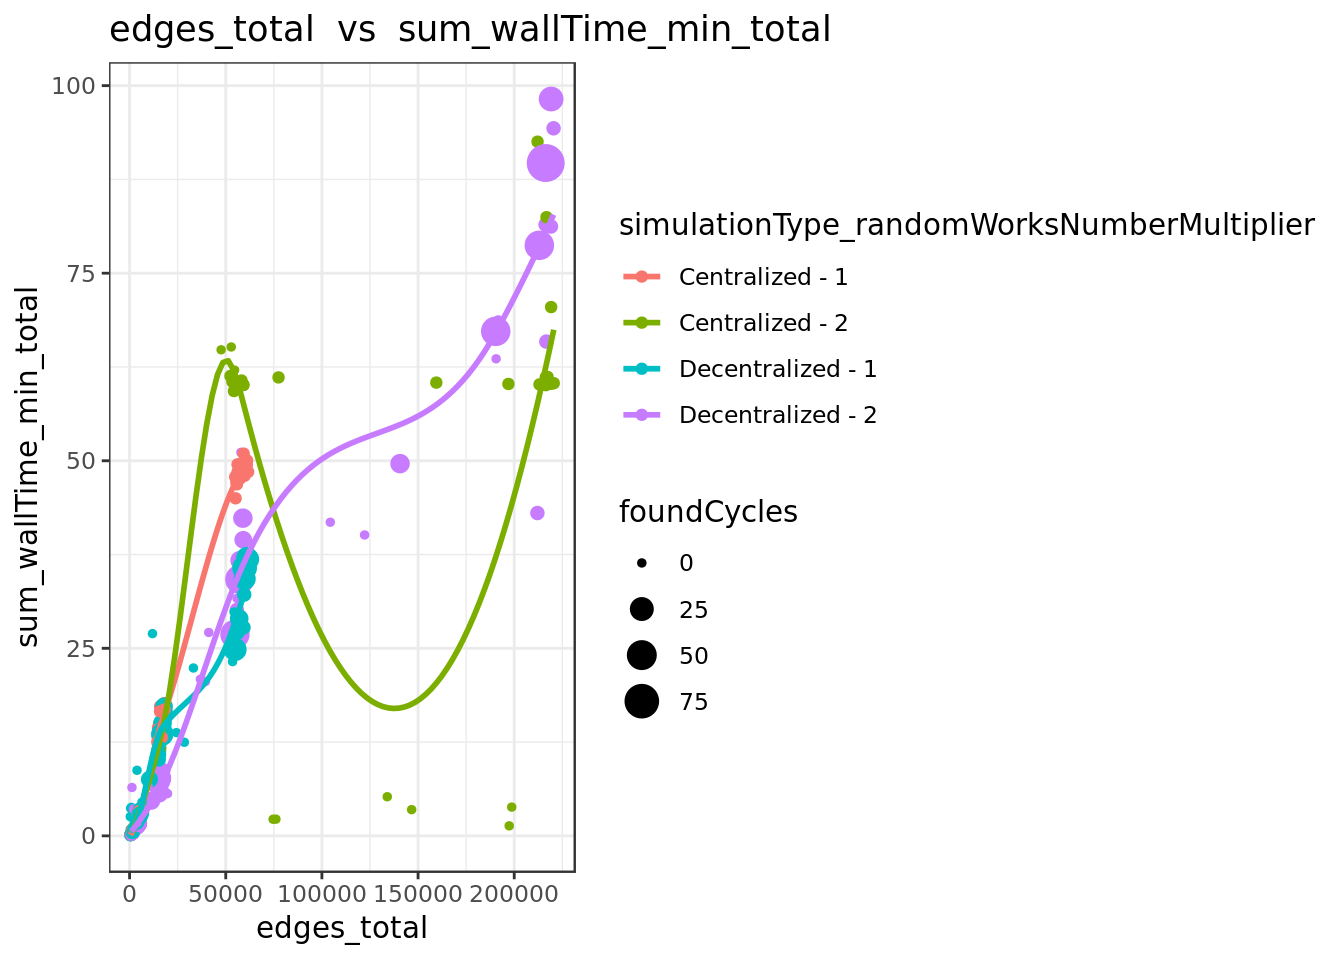 edges_total vs sum_wallTime_min_total
100
75
50
25
0
sum_wallTime_min_total
0 50000 100000 150000 200000
edges_total
simulationType_randomWorksNumberMultiplier
Centralized - 1
Centralized - 2
Decentralized - 1
Decentralized - 2
foundCycles
0
25
50
75